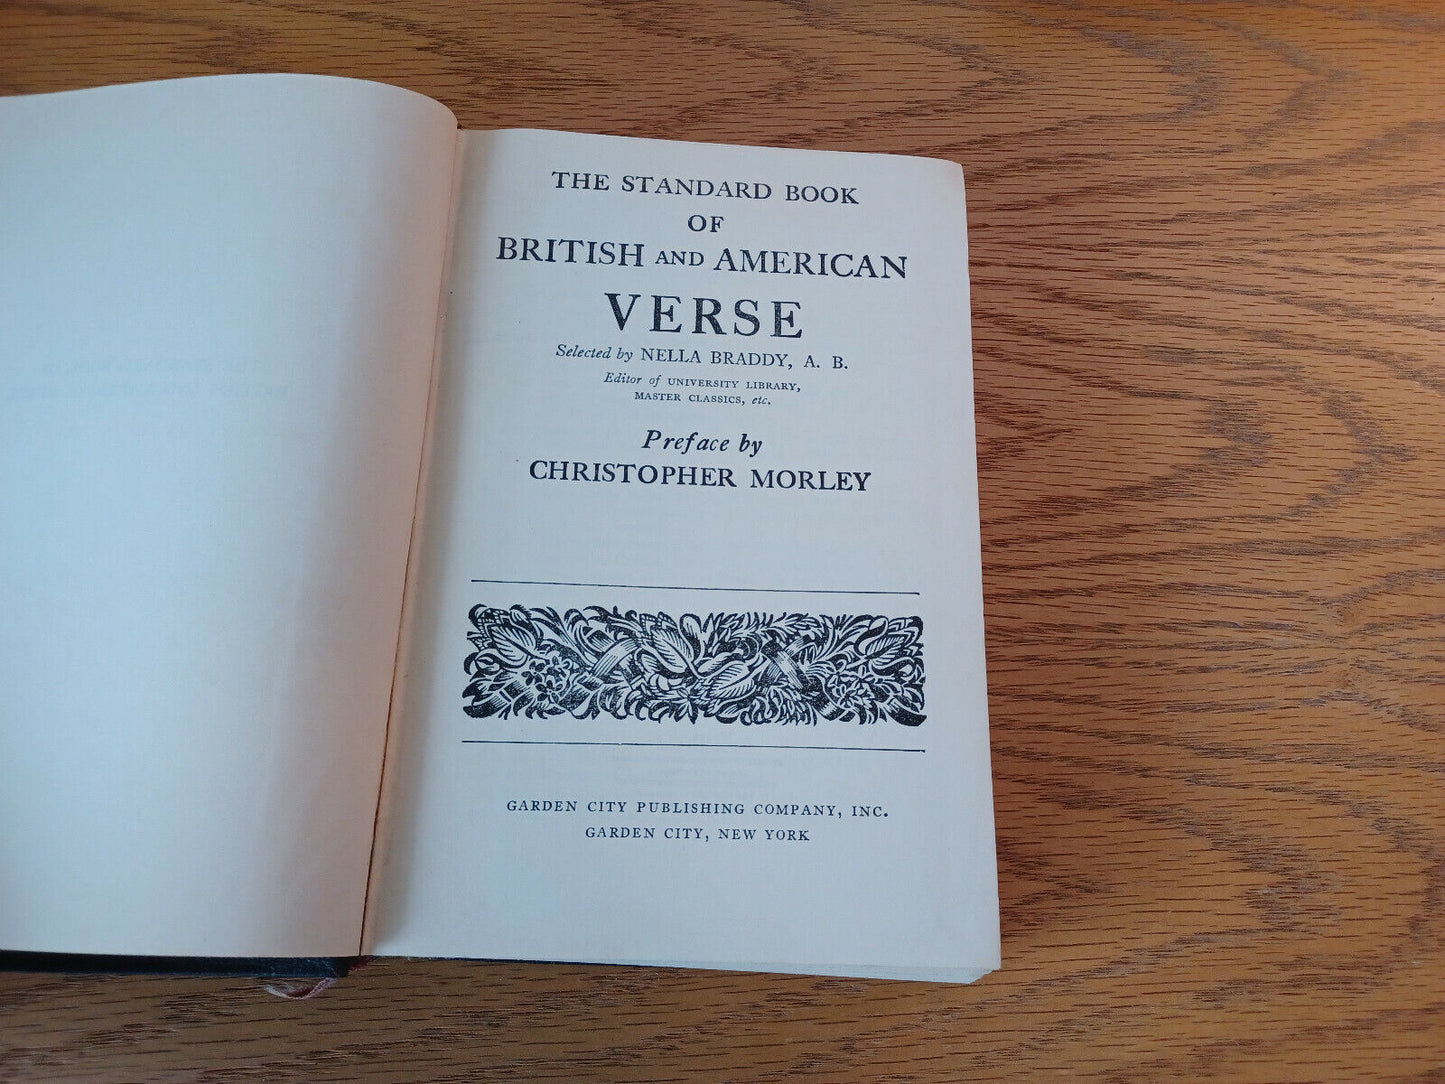 THE STANDARD BOOK
OF
BRITISH AND AMERICAN
VERSE
Selected by NELLA BRADDY, A. B.
Editor of UNIVERSITY LIBRARY,
MASTER CLASSICS, etc.
Preface by
CHRISTOPHER MORLEY
GARDEN CITY PUBLISHING COMPANY, INC.
GARDEN CITY, NEW YORK